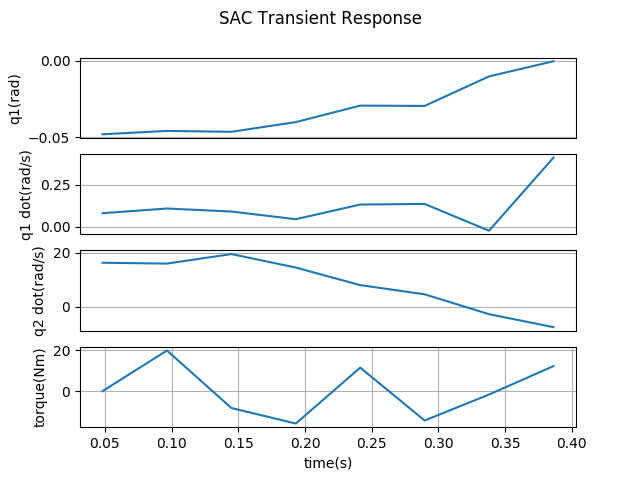 SAC Transient Response
q1(rad)
0.00
−0.05
q1 dot(rad/s)
0.25
0.00
q2 dot(rad/s)
20
0
torque(Nm)
20
0
0.05 0.10 0.15 0.20 0.25 0.30 0.35 0.40
time(s)